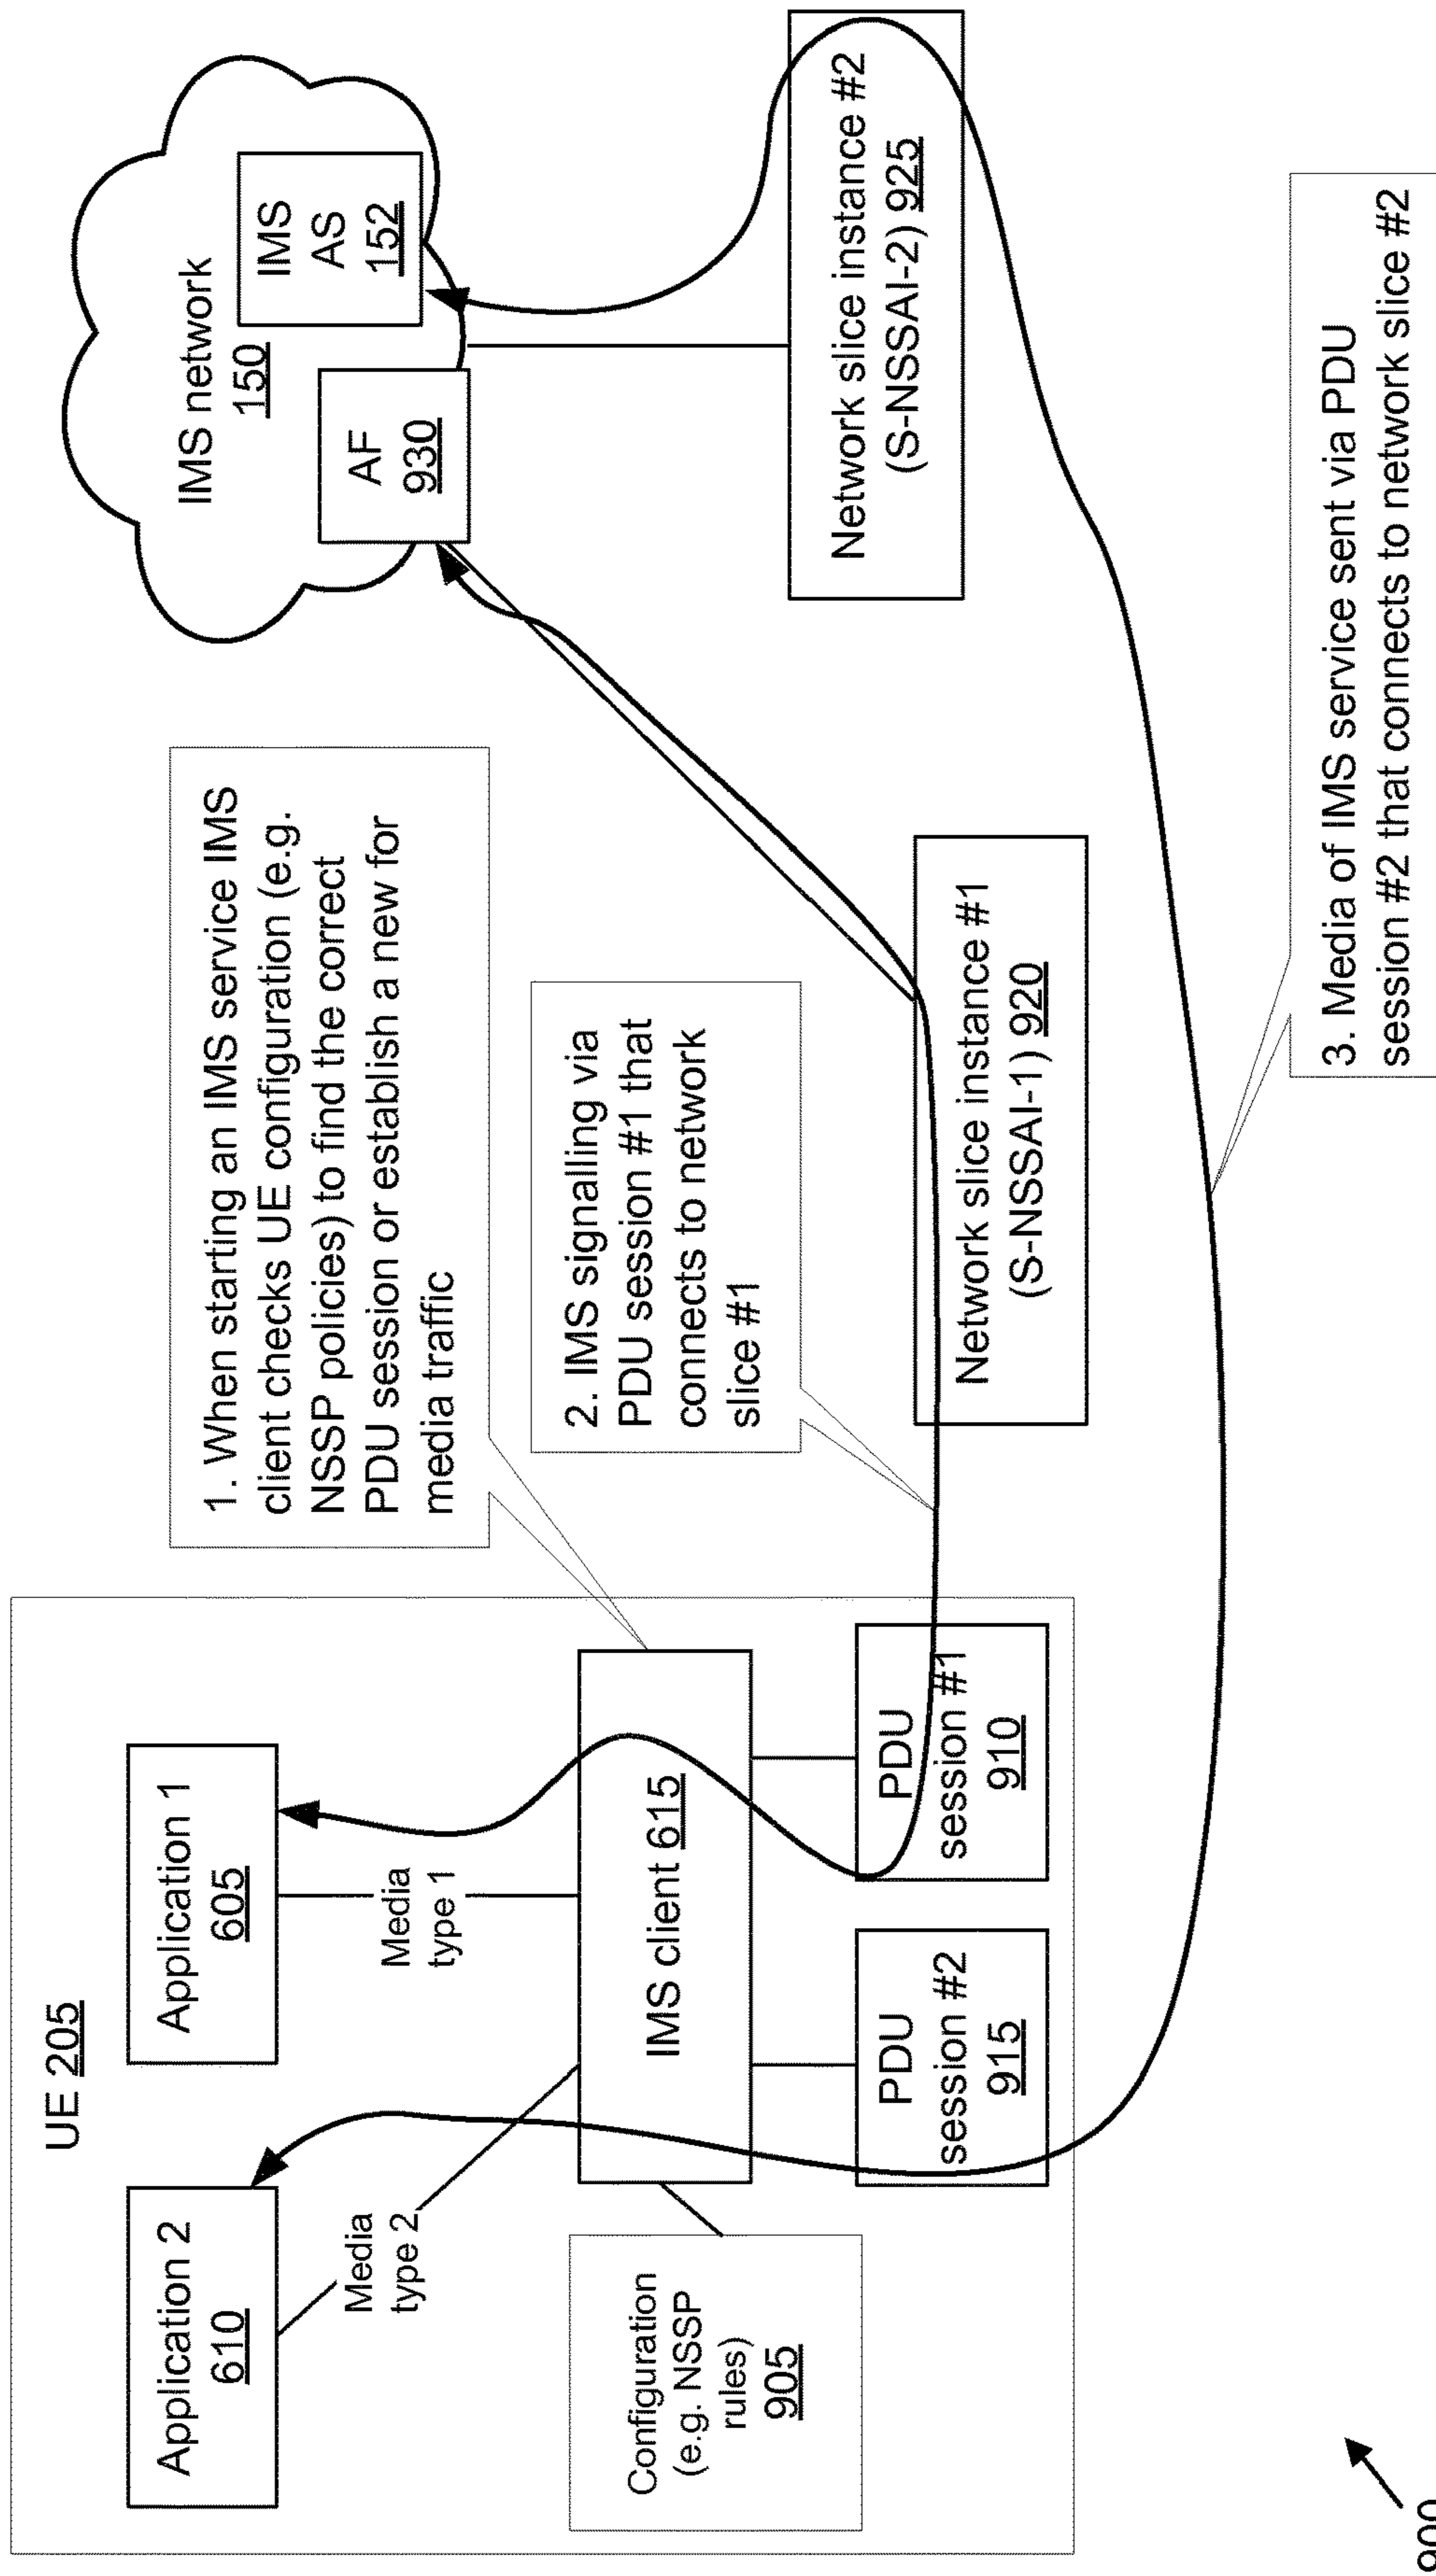 UE 205
Application 2
610
Application 1
605
Media
type 2
Media
type 1
IMS client 615
Configuration
(e.g. NSSP
rules)
905
PDU
session #2
915
PDU
session #1
910
1. When starting an IMS service IMS
client checks UE configuration (e.g.
NSSP policies) to find the correct
PDU session or establish a new for
media traffic
2. IMS signalling via
PDU session #1 that
connects to network
slice #1
Network slice instance #1
(S-NSSAI-1) 920
IMS network
150
IMS
AS
152
AF
930
Network slice instance #2
(S-NSSAI-2) 925
3. Media of IMS service sent via PDU
session #2 that connects to network slice #2
900